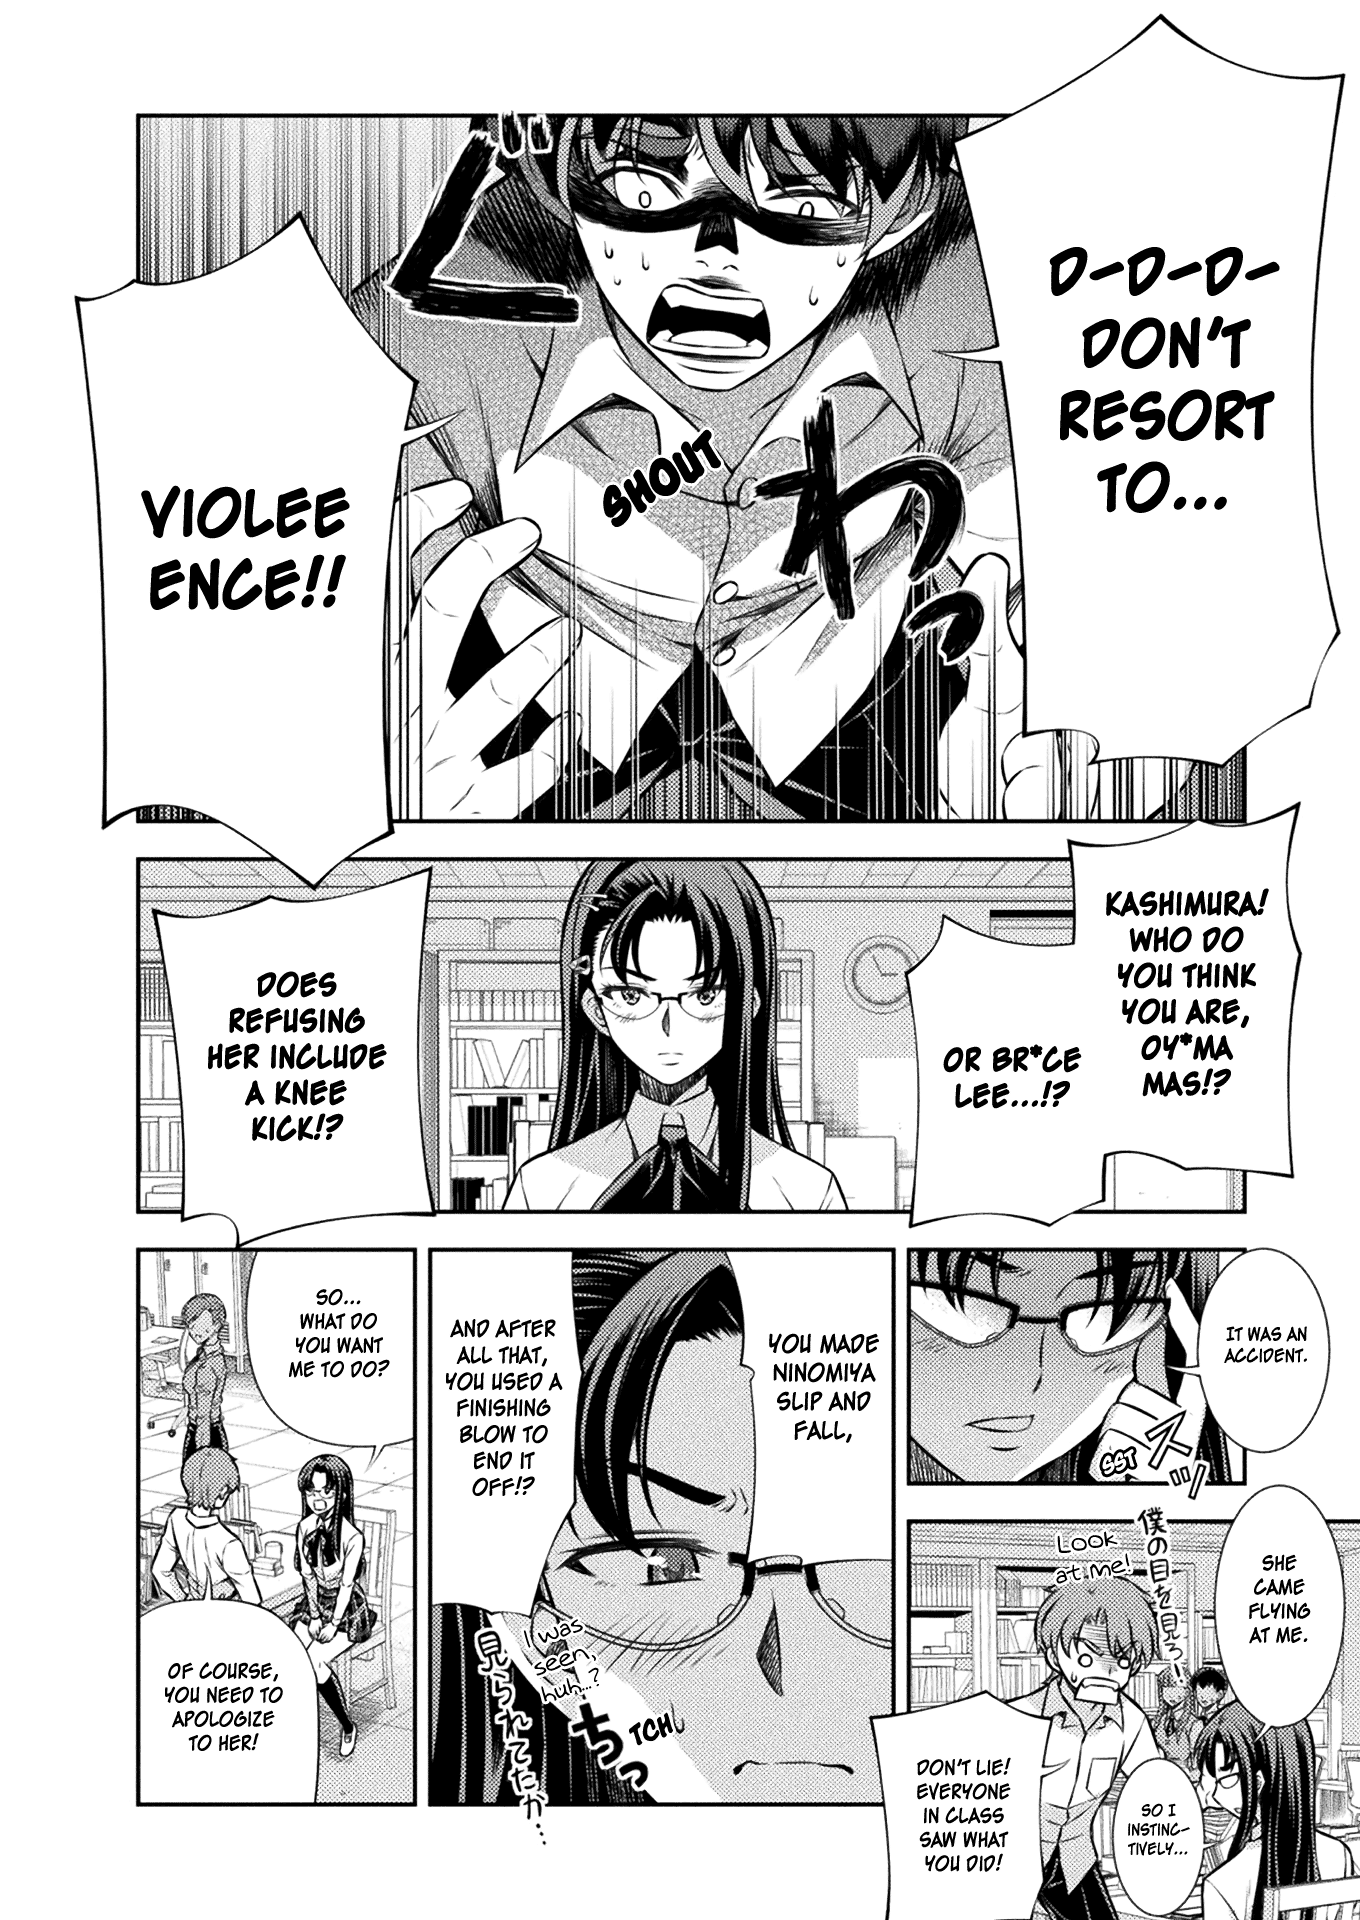 D-D-D-
DON'T
RESORT
TO...
くわっ
SHOUT
VIOLEE
ENCE!!
KASHIMURA!
WHO DO
YOU THINK
YOU ARE,
OY*MA
MAS!?
OR BR*CE
LEE...!?
DOES
REFUSING
HER INCLUDE
A KNEE
KICK!?
IT WAS AN
ACCIDENT.
スッ
SST
SHE
CAME
FLYING
AT ME.
僕の目を見ろ!
Look
at me!
SO I
INSTINC-
TIVELY...
DON'T LIE!
EVERYONE
IN CLASS
SAW WHAT
YOU DID!
YOU MADE
NINOMIYA
SLIP AND
FALL,
AND AFTER
ALL THAT,
YOU USED A
FINISHING
BLOW TO
END IT
OFF!?
I was
seen,
huh...?
見られてたか...
ちっ
TCH
SO...
WHAT DO
YOU WANT
ME TO DO?
OF COURSE,
YOU NEED TO
APOLOGIZE
TO HER!